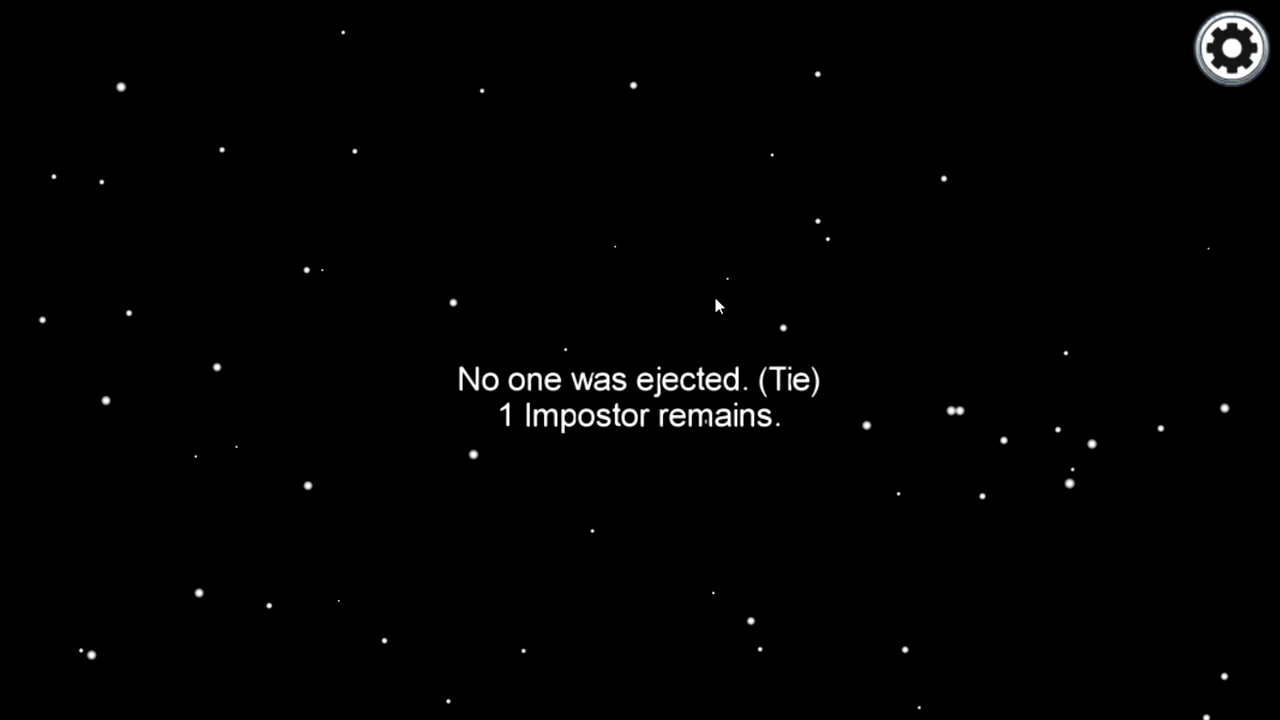 No one was ejected. (Tie)
1 Impostor remains.